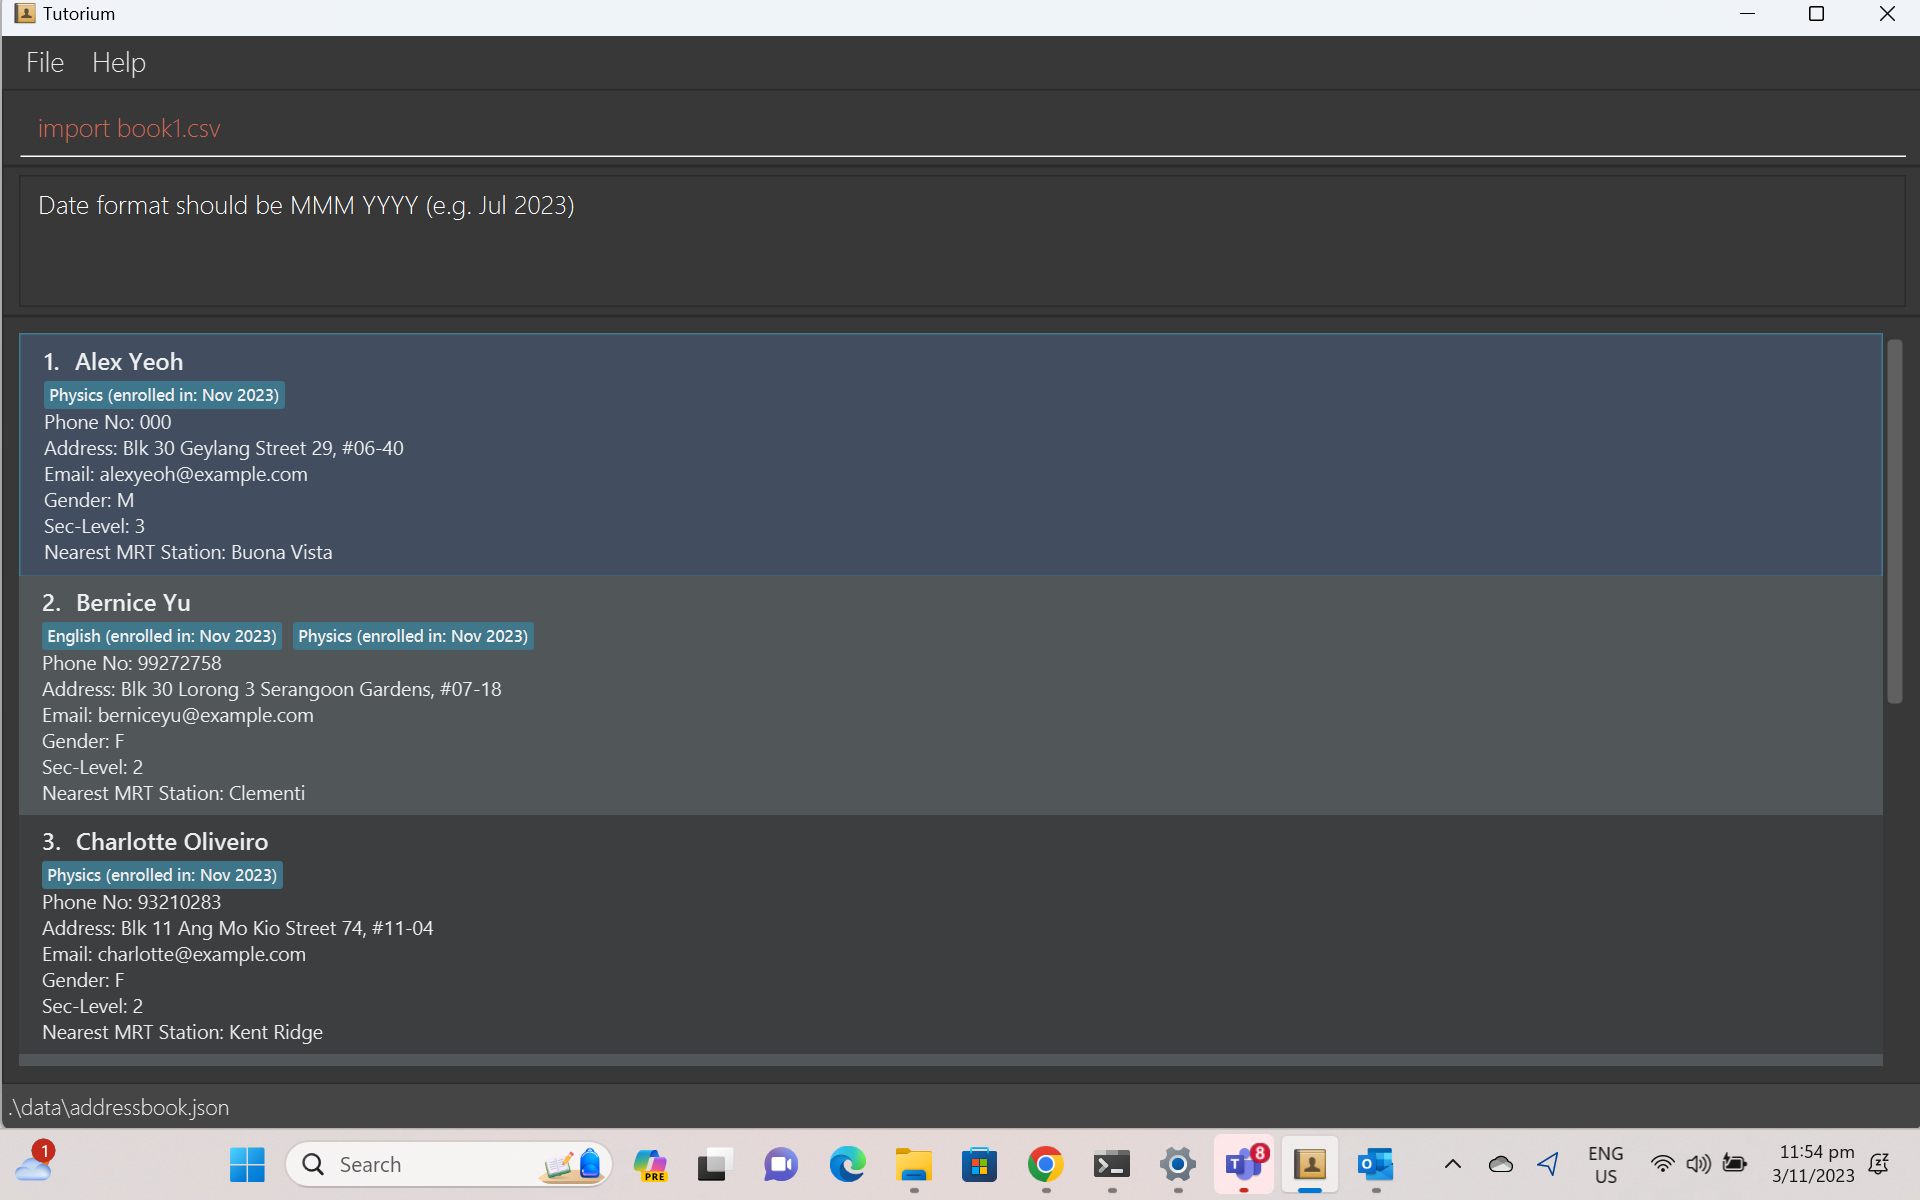 Tutorium
File Help
import book1.csv
Date format should be MMM YYYY (e.g. Jul 2023)
1. Alex Yeoh
Physics (enrolled in: Nov 2023)
Phone No: 000
Address: Blk 30 Geylang Street 29, #06-40
Email: alexyeoh@example.com
Gender: M
Sec-Level: 3
Nearest MRT Station: Buona Vista
2. Bernice Yu
English (enrolled in: Nov 2023) Physics (enrolled in: Nov 2023)
Phone No: 99272758
Address: Blk 30 Lorong 3 Serangoon Gardens, #07-18
Email: berniceyu@example.com
Gender: F
Sec-Level: 2
Nearest MRT Station: Clementi
3. Charlotte Oliveiro
Physics (enrolled in: Nov 2023)
Phone No: 93210283
Address: Blk 11 Ang Mo Kio Street 74, #11-04
Email: charlotte@example.com
Gender: F
Sec-Level: 2
Nearest MRT Station: Kent Ridge
.\data\addressbook.json
1
Search
PRE
T
8
O
ENG
US
11:54 pm
3/11/2023